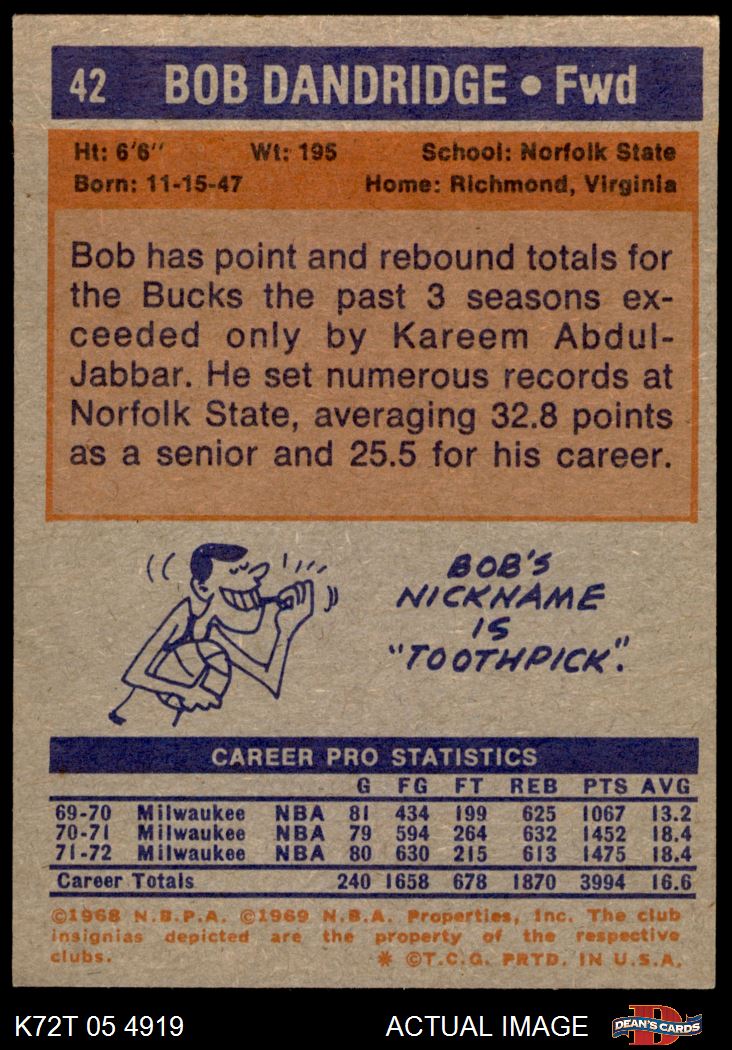 42 BOB DANDRIDGE • Fwd
Ht: 6'6" Wt: 195 School: Norfolk State
Born: 11-15-47 Home: Richmond, Virginia
Bob has point and rebound totals for
the Bucks the past 3 seasons ex-
ceeded only by Kareem Abdul-
Jabbar. He set numerous records at
Norfolk State, averaging 32.8 points
as a senior and 25.5 for his career.
BOB'S
NICKNAME
IS
"TOOTHPICK".
CAREER PRO STATISTICS
G FG FT REB PTS AVG
69-70 Milwaukee NBA 81 434 199 625 1067 13.2
70-71 Milwaukee NBA 79 594 264 632 1452 18.4
71-72 Milwaukee NBA 80 630 215 613 1475 18.4
Career Totals 240 1658 678 1870 3994 16.6
©1968 N.B.P.A. ©1969 N.B.A. Properties, Inc. The club
insignias depicted are the property of the respective
clubs. * ©T.C.G. PRTD. IN U.S.A.
K72T 05 4919 ACTUAL IMAGE D DEAN'S CARDS